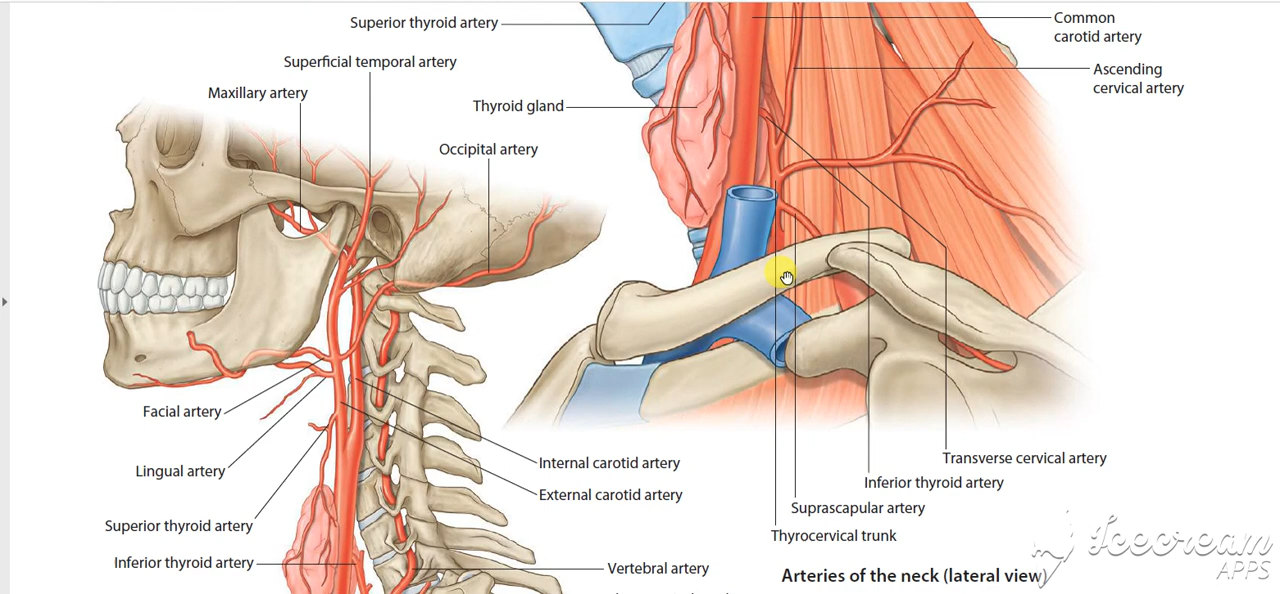 Superior thyroid artery
Common
carotid artery
Superficial temporal artery
Ascending
cervical artery
Maxillary artery
Thyroid gland
Occipital artery
Facial artery
Lingual artery
Internal carotid artery
External carotid artery
Superior thyroid artery
Inferior thyroid artery
Vertebral artery
Transverse cervical artery
Inferior thyroid artery
Suprascapular artery
Thyrocervical trunk
Arteries of the neck (lateral view)
Icecream
APPS